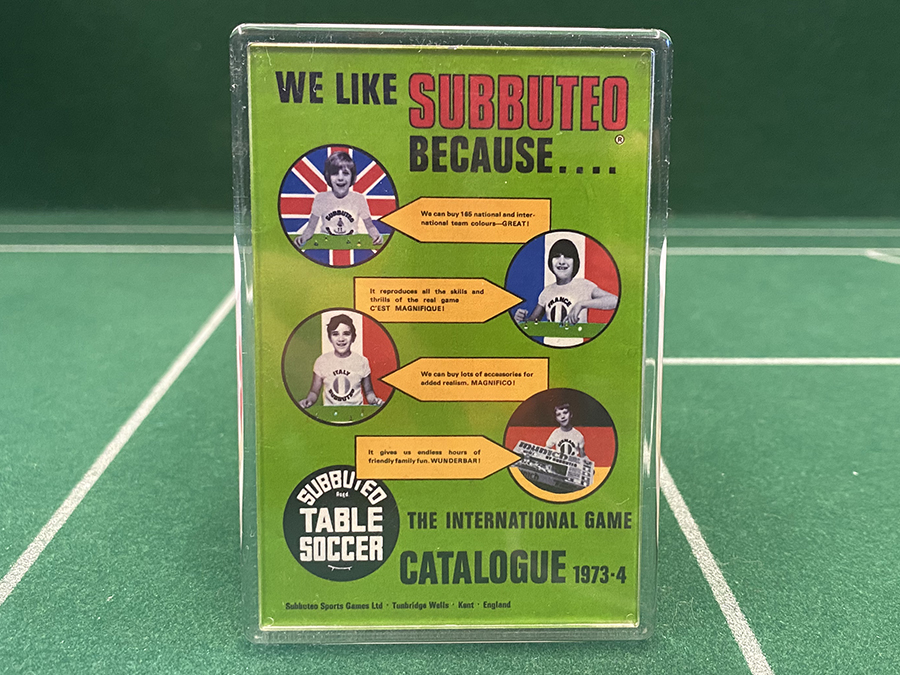 WE LIKE SUBBUTEO®
BECAUSE....
SUBBUTEO
We can buy 165 national and inter-
national team colours—GREAT!
It reproduces all the skills and
thrills of the real game
C'EST MAGNIFIQUE!
FRANCE
ITALY
SUBBUTEO
We can buy lots of accessories for
added realism. MAGNIFICO!
It gives us endless hours of
friendly family fun. WUNDERBAR!
SUBBUTEO
Regd
TABLE
SOCCER
THE INTERNATIONAL GAME
CATALOGUE 1973-4
Subbuteo Sports Games Ltd · Tunbridge Wells · Kent · England